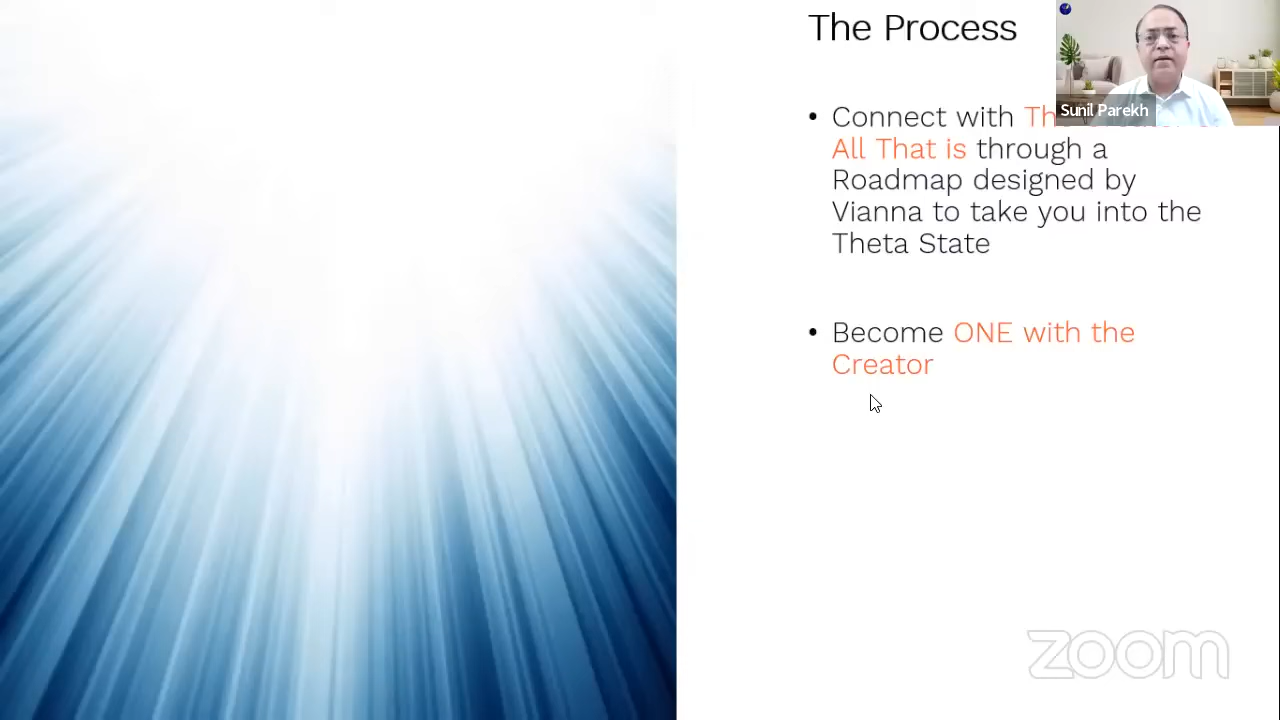 The Process
Sunil Parekh
• Connect with
All That is through a
Roadmap designed by
Vianna to take you into the
Theta State
• Become ONE with the
Creator
zoom